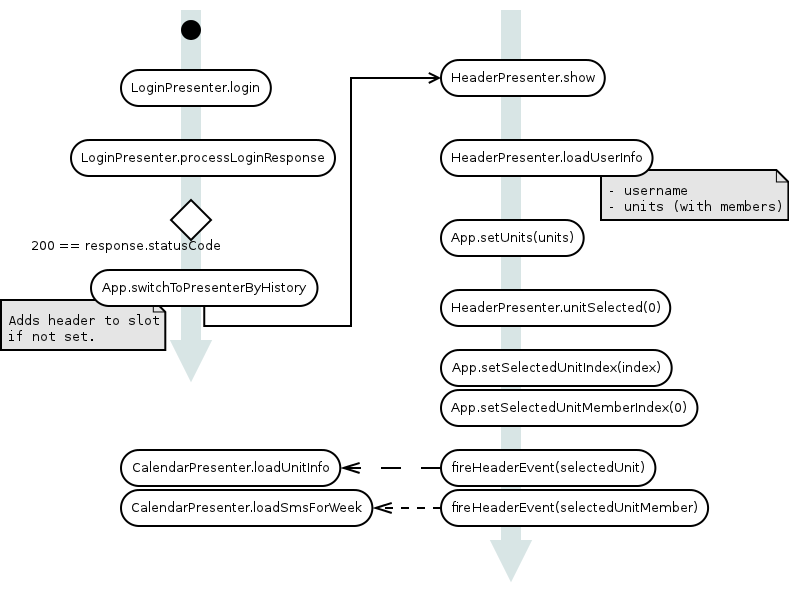 LoginPresenter.login
LoginPresenter.processLoginResponse
200 == response.statusCode
App.switchToPresenterByHistory
Adds header to slot
if not set.
HeaderPresenter.show
HeaderPresenter.loadUserInfo
- username
- units (with members)
App.setUnits(units)
HeaderPresenter.unitSelected(0)
App.setSelectedUnitIndex(index)
App.setSelectedUnitMemberIndex(0)
CalendarPresenter.loadUnitInfo
fireHeaderEvent(selectedUnit)
CalendarPresenter.loadSmsForWeek
fireHeaderEvent(selectedUnitMember)